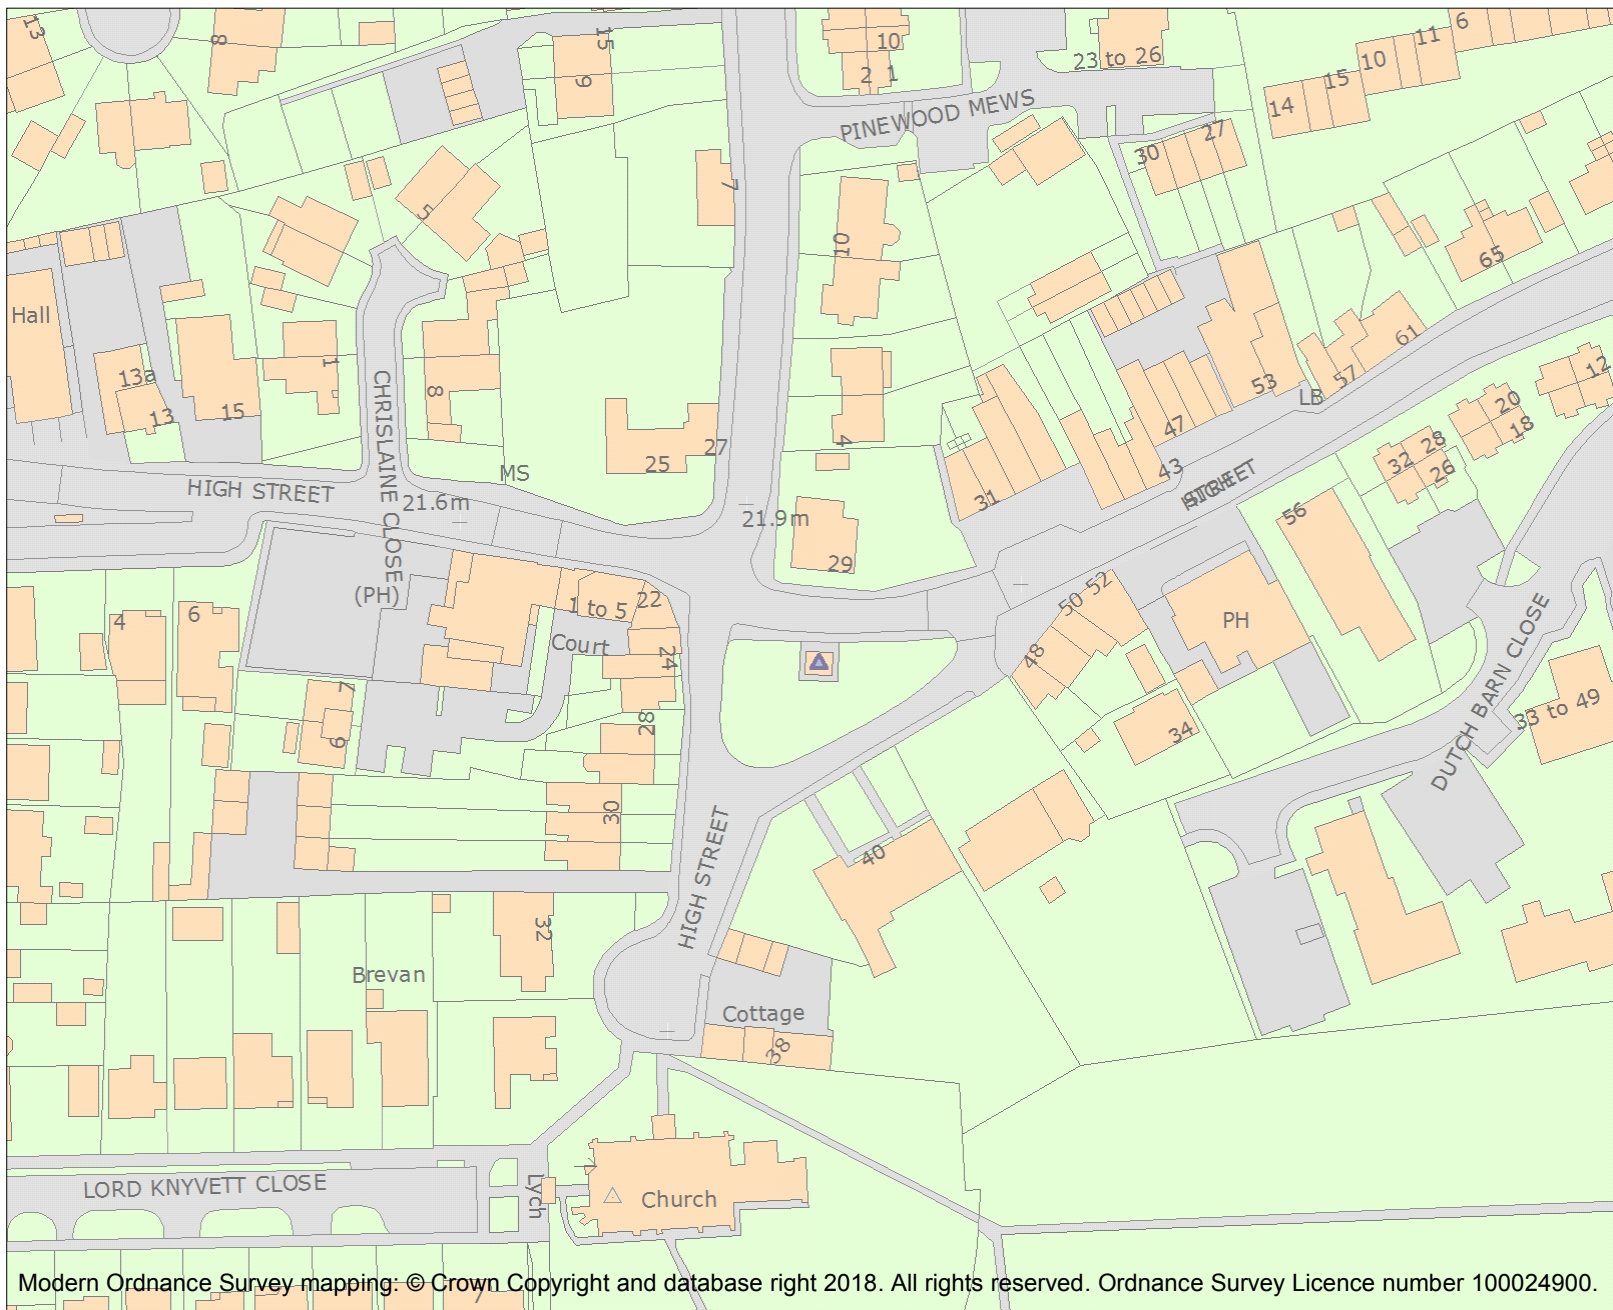 13
8
15
9
10
2 1
23 to 26
6
11
10
15
14
PINEWOOD MEWS
27
30
7
5
10
65
Hall
61
57
53
LB
12
20
18
28
32
26
47
43
31
13a
13
15
1
8
4
CHRISLAINE CLOSE
25
27
MS
HIGH STREET
21.6m
21.9m
29
HIGH
STREET
56
(PH)
1 to 5
22
Court
24
28
4
6
7
6
30
50 52
48
PH
34
DUTCH BARN CLOSE
33 to 49
40
HIGH STREET
32
Brevan
Cottage
38
LORD KNYVETT CLOSE
Lych
Church
7
Modern Ordnance Survey mapping: © Crown Copyright and database right 2018. All rights reserved. Ordnance Survey Licence number 100024900.